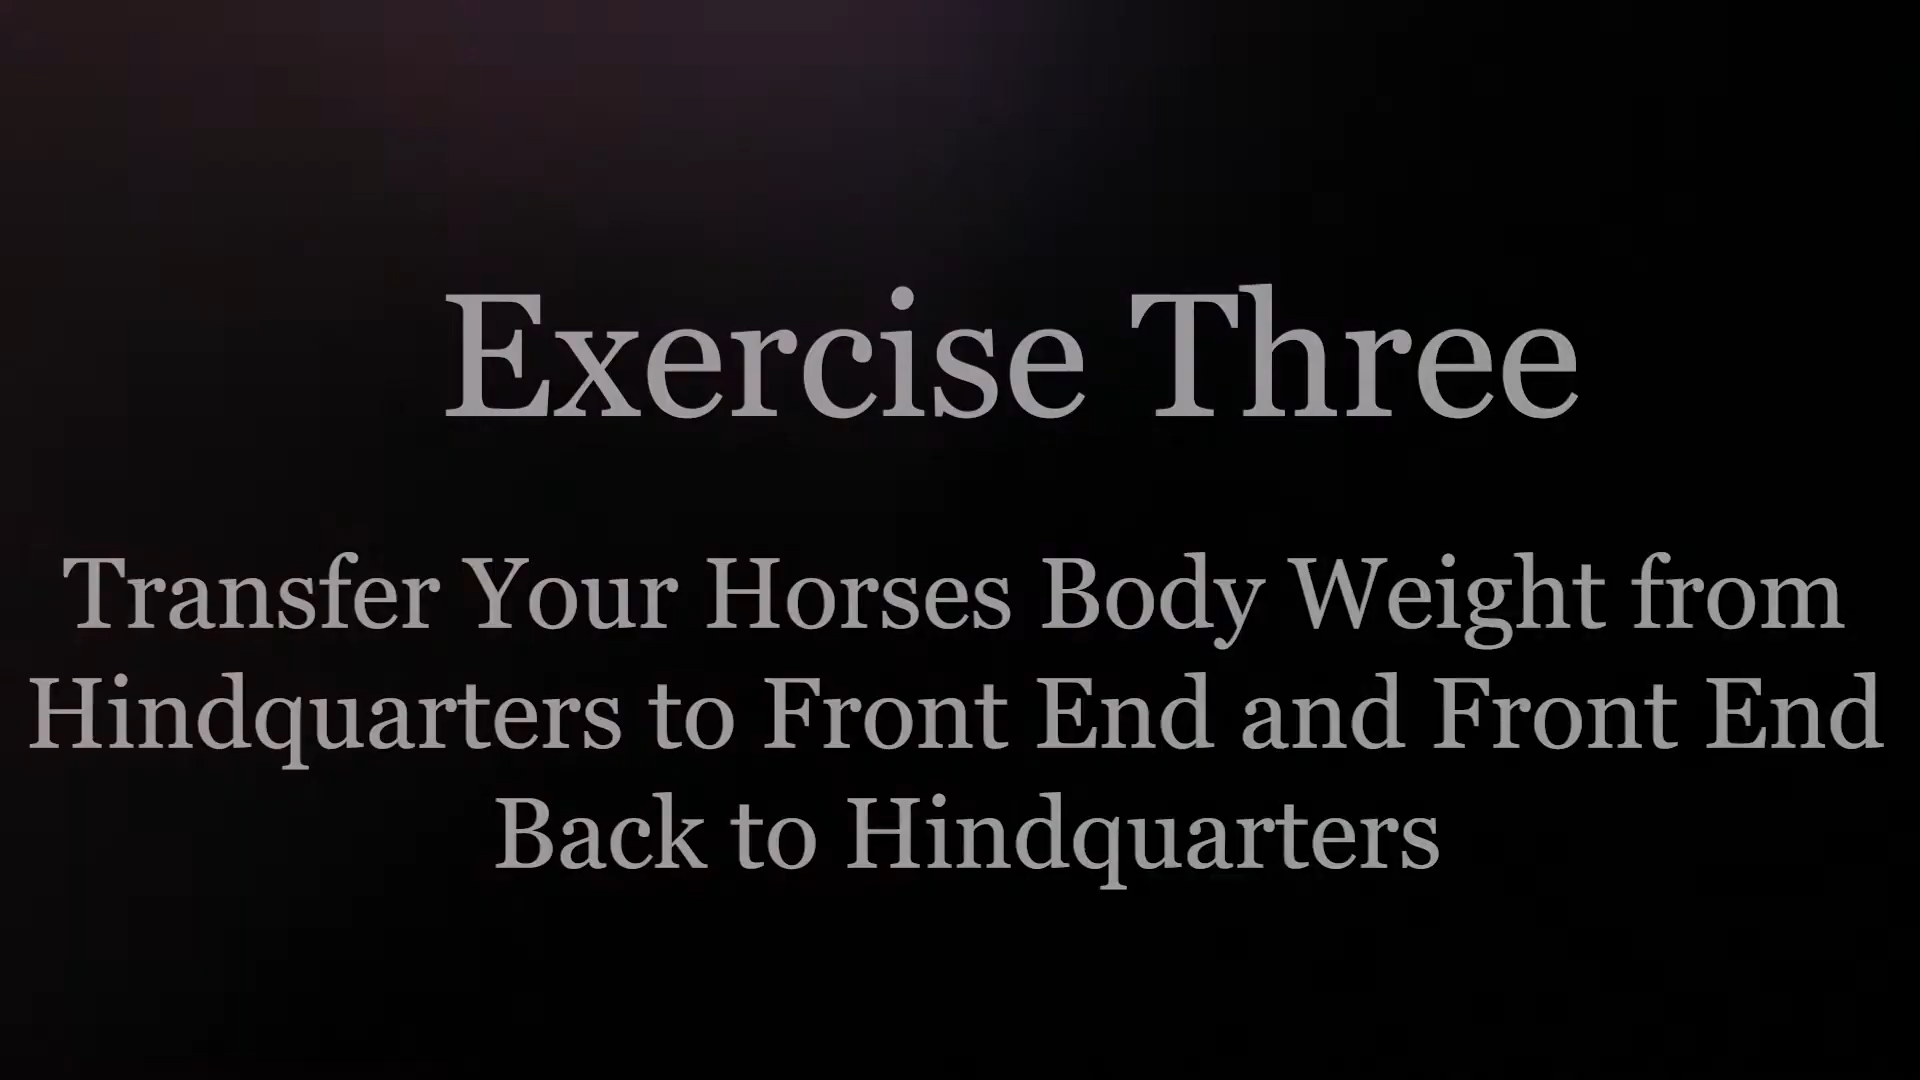 Exercise Three
Transfer Your Horses Body Weight from
Hindquarters to Front End and Front End
Back to Hindquarters